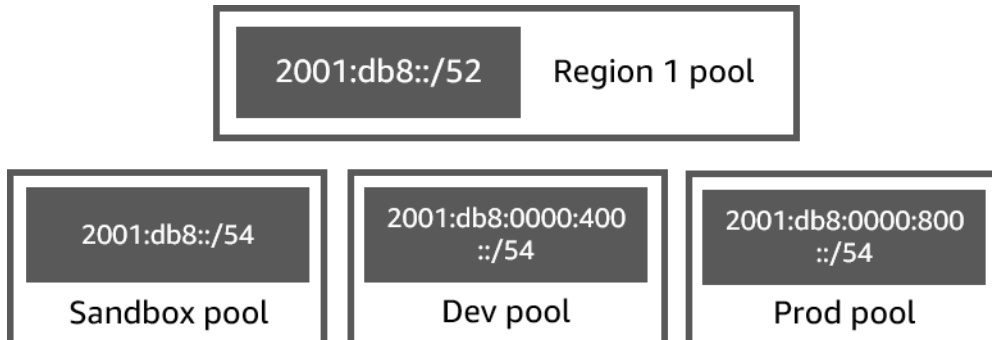 2001:db8::/52
Region 1 pool
2001:db8::/54
Sandbox pool
2001:db8:0000:400
::/54
Dev pool
2001:db8:0000:800
::/54
Prod pool